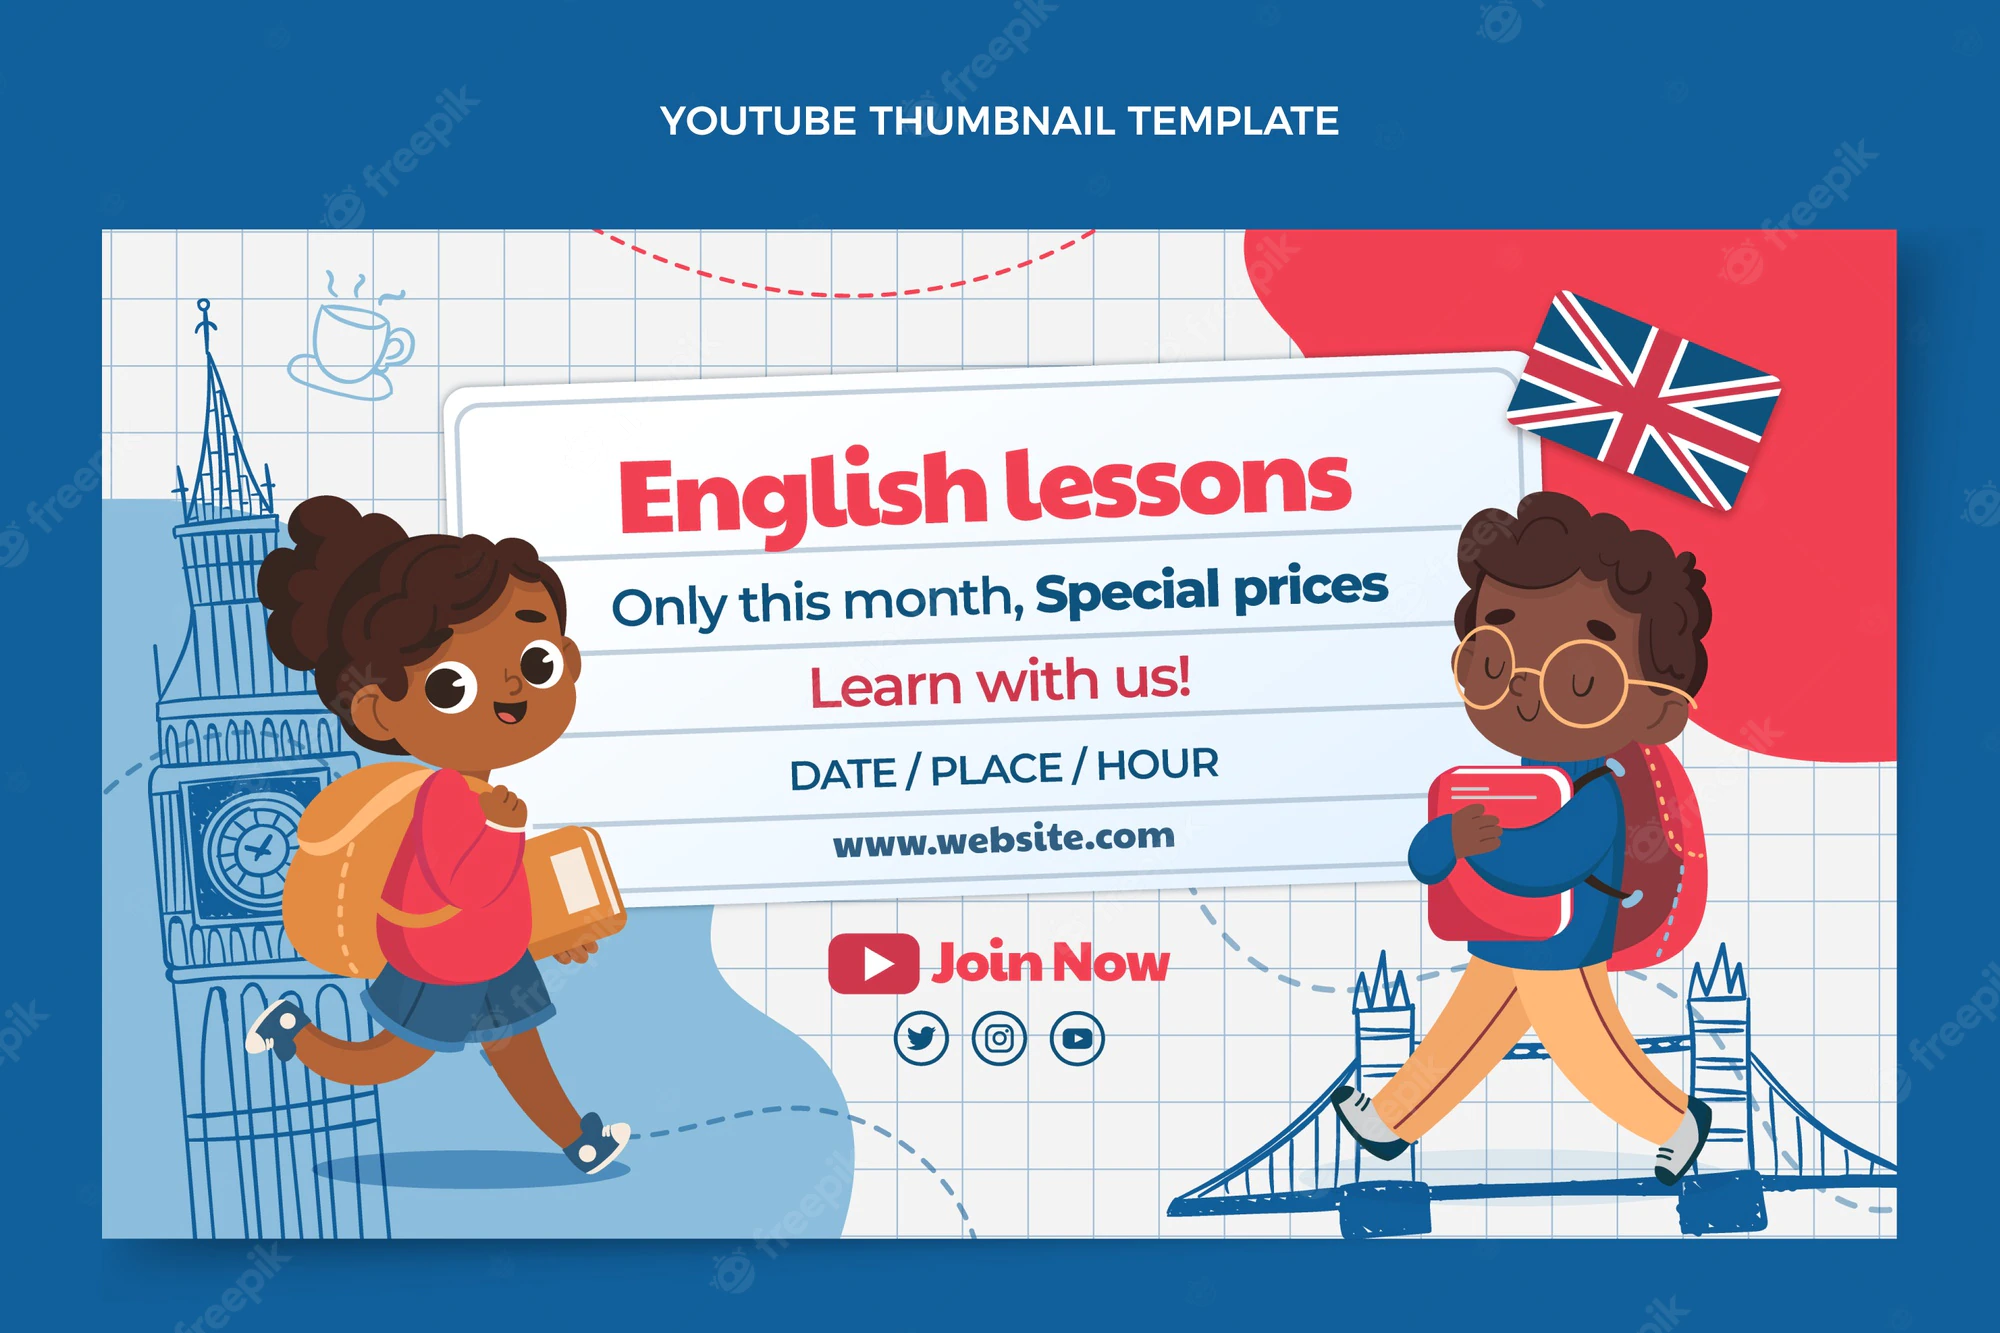 YOUTUBE THUMBNAIL TEMPLATE
English lessons
Only this month, Special prices
Learn with us!
DATE / PLACE / HOUR
www.website.com
Join Now
freepik